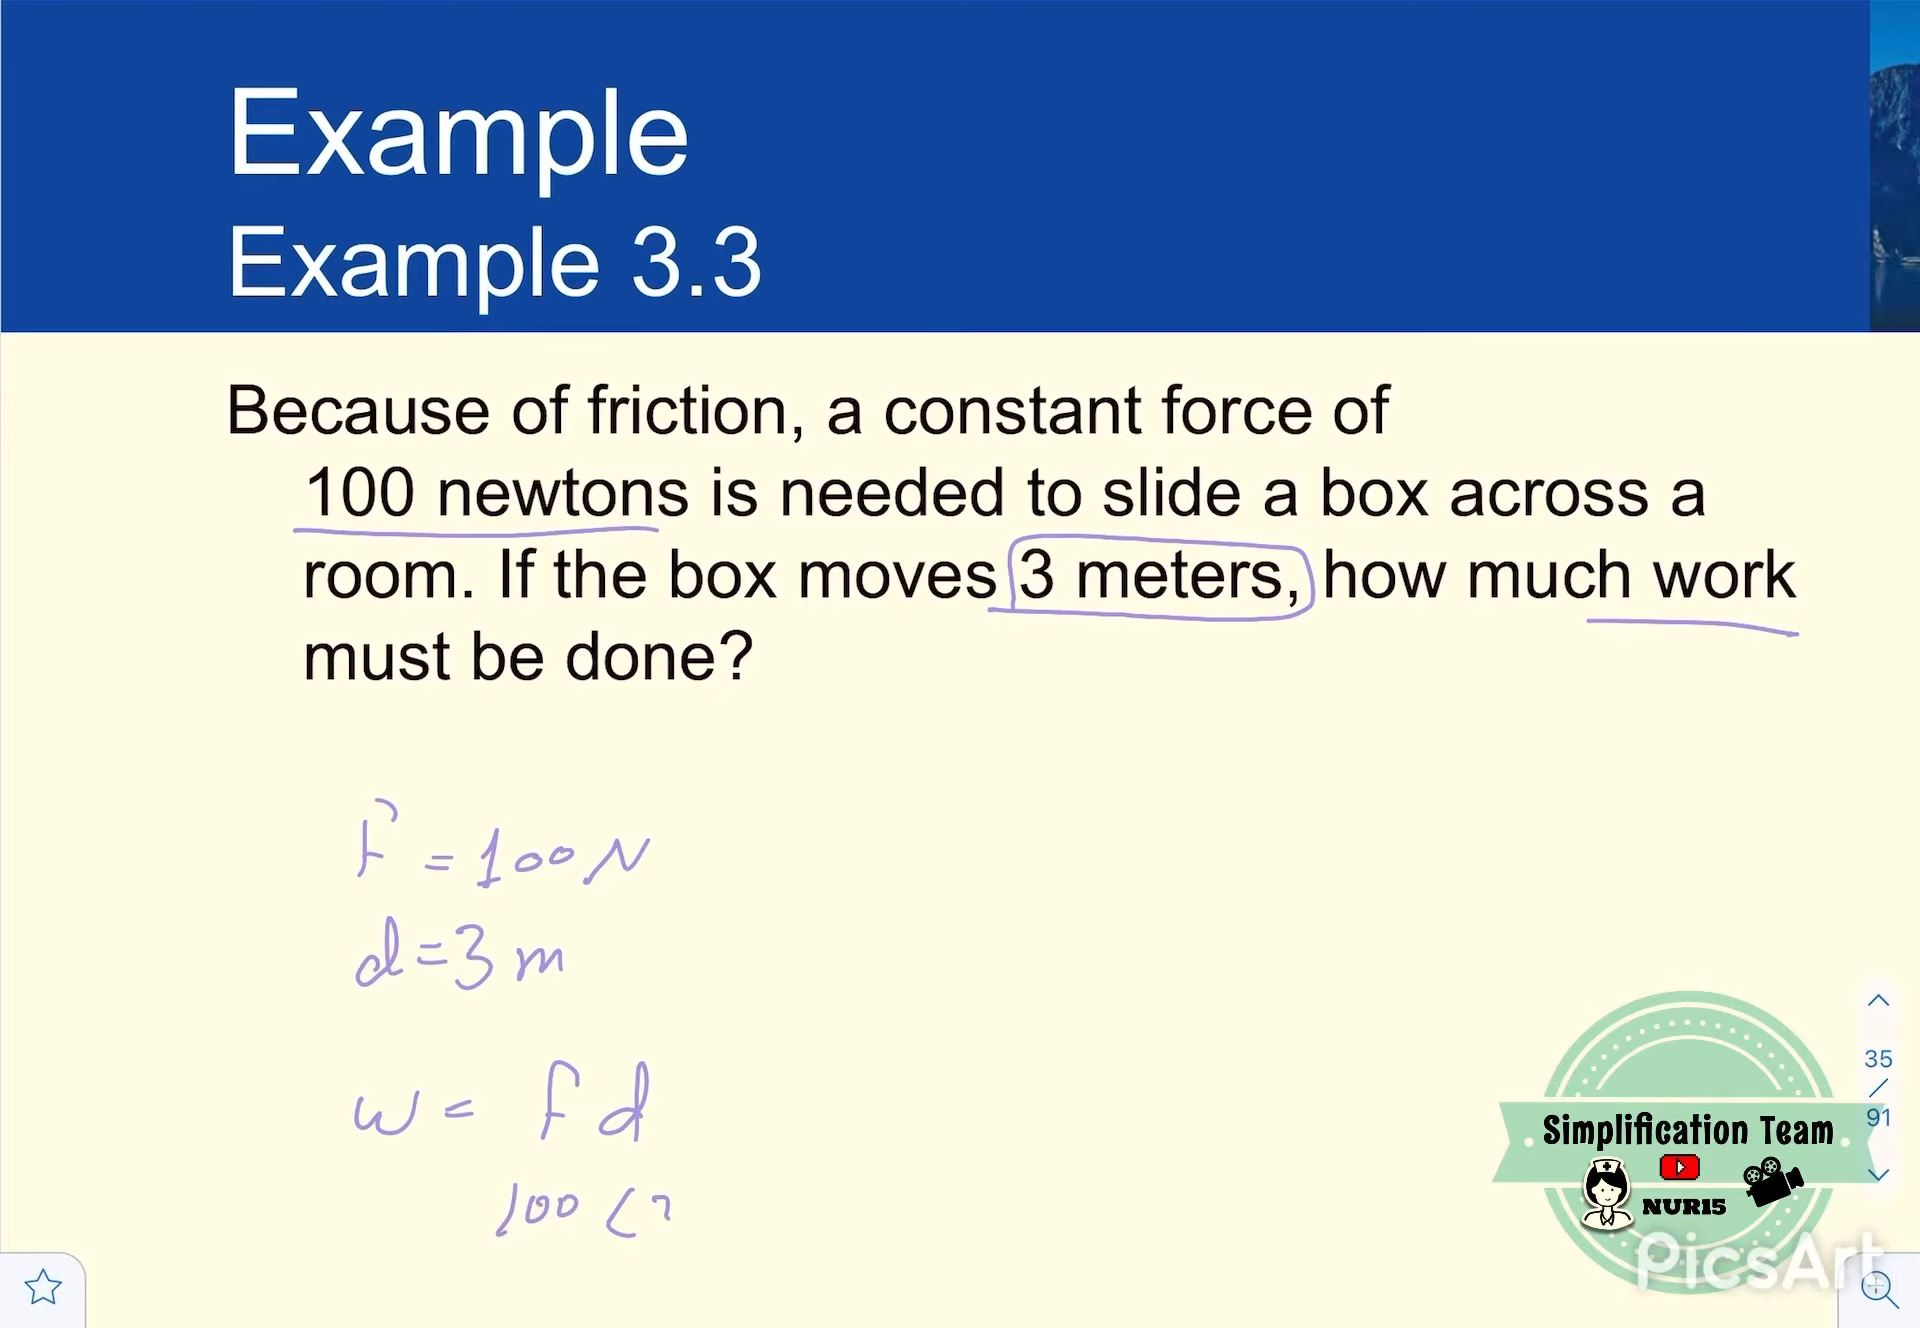 Example
Example 3.3
Because of friction, a constant force of
100 newtons is needed to slide a box across a
room. If the box moves 3 meters, how much work
must be done?
F = 100 N
d = 3 m
w = f d
100 (
35
/
91
Simplification Team
NUR15
PicsArt